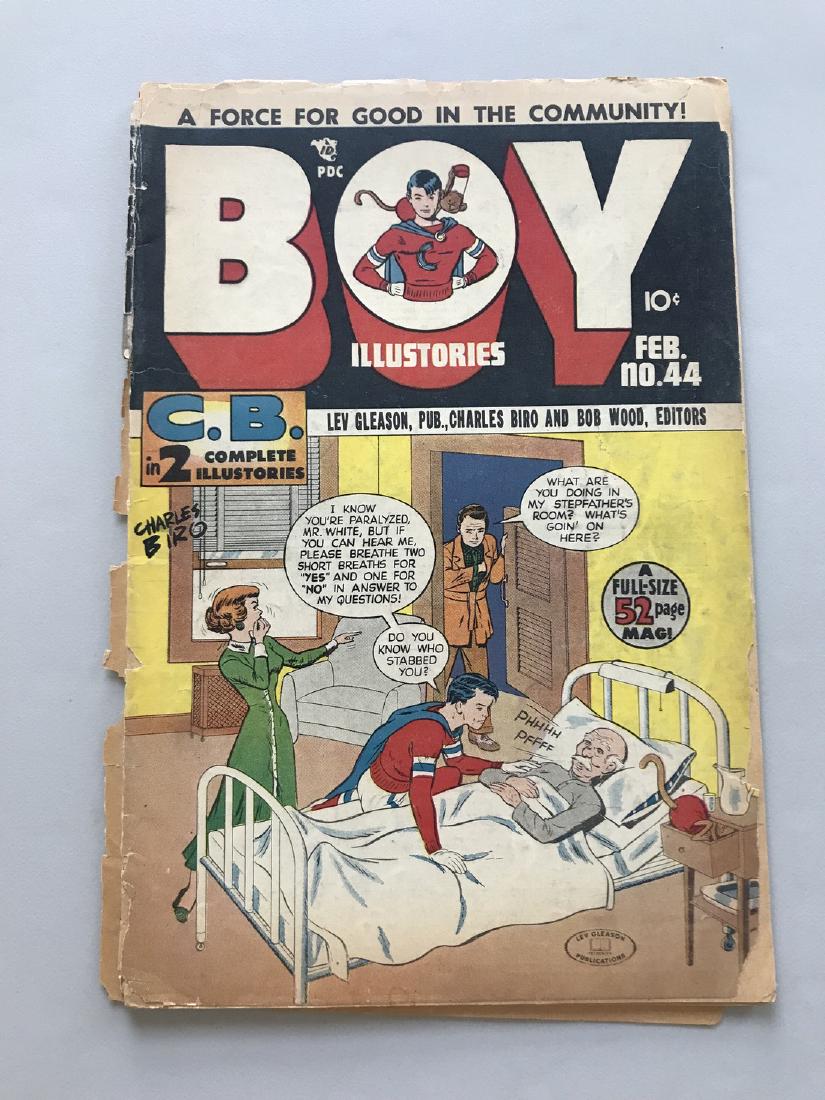 A FORCE FOR GOOD IN THE COMMUNITY!
BOY
ID
PDC
C
10¢
ILLUSTORIES
FEB.
NO.44
LEV GLEASON, PUB., CHARLES BIRO AND BOB WOOD, EDITORS
C.B.
in 2 COMPLETE
ILLUSTORIES
CHARLES
BIRO
I KNOW
YOU'RE PARALYZED,
MR. WHITE, BUT IF
YOU CAN HEAR ME,
PLEASE BREATHE TWO
SHORT BREATHS FOR
"YES" AND ONE FOR
"NO" IN ANSWER TO
MY QUESTIONS!
DO YOU
KNOW WHO
STABBED
YOU?
WHAT ARE
YOU DOING IN
MY STEPFATHER'S
ROOM? WHAT'S
GOIN' ON
HERE?
A
FULL-SIZE
52 page
MAG!
PHHHH
PFFFF
LEV GLEASON
PUBLICATIONS